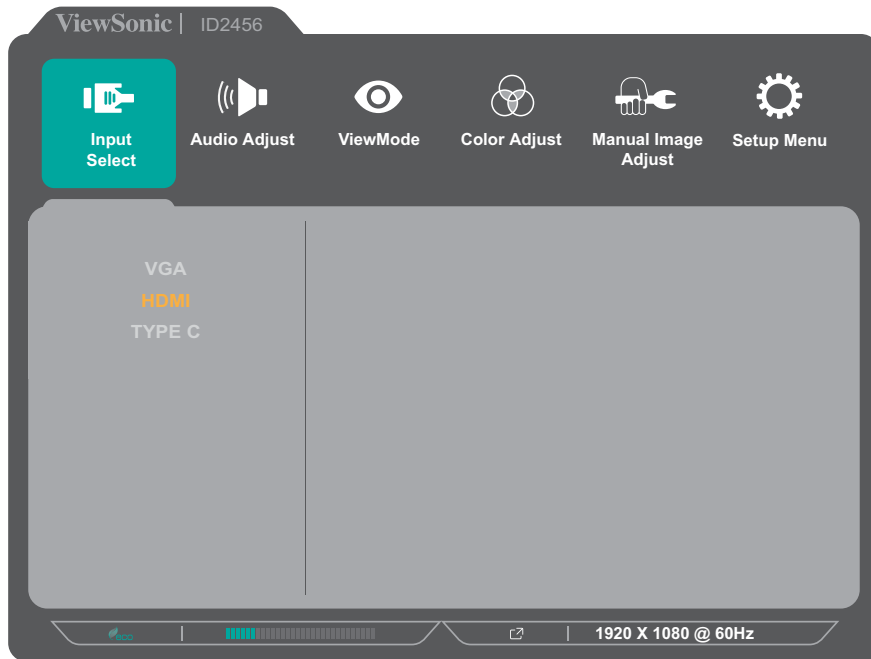 ViewSonic | ID2456
Input
Select
Audio Adjust
ViewMode
Color Adjust
Manual Image
Adjust
Setup Menu
VGA
HDMI
TYPE C
eco
1920 X 1080 @ 60Hz